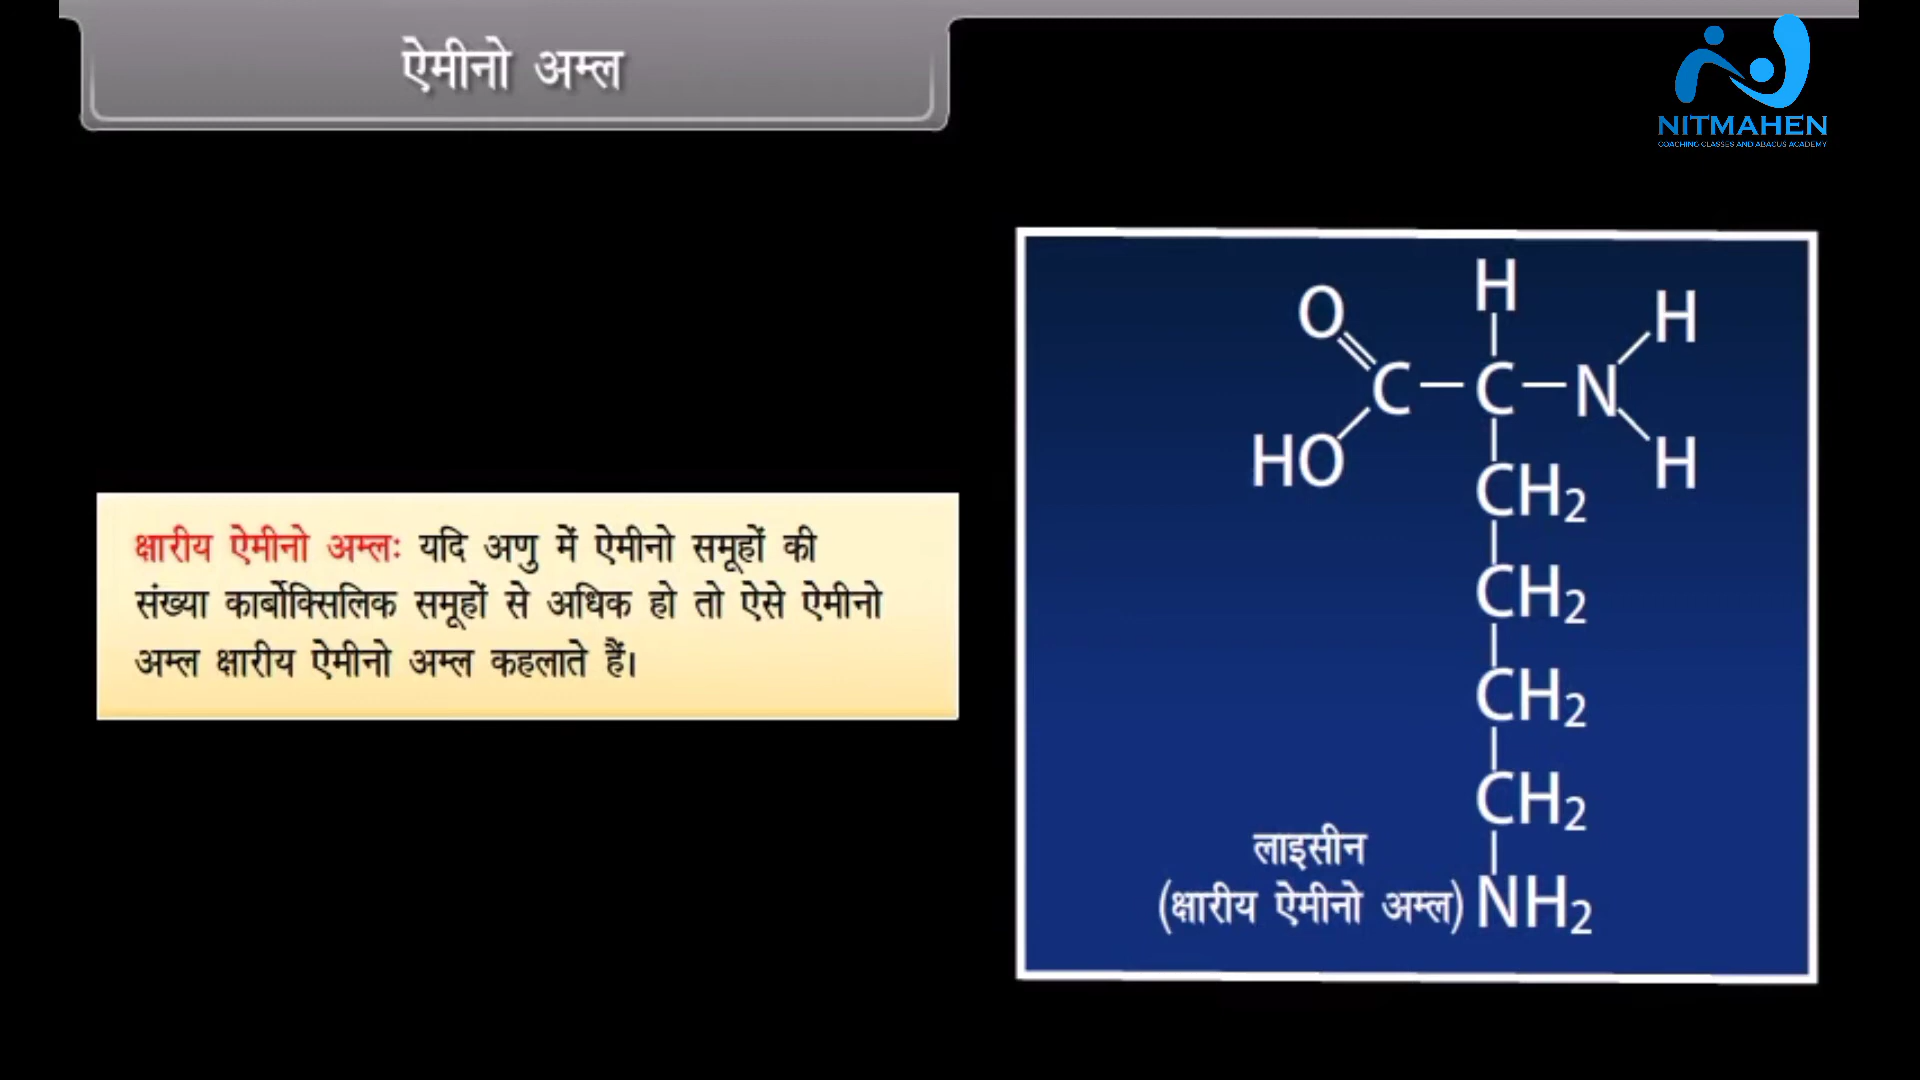 ऐमीनो अम्ल
NITMAHEN
COACHING CLASSES AND ABACUS ACADEMY
क्षारीय ऐमीनो अम्लः यदि अणु में ऐमीनो समूहों की
संख्या कार्बोक्सिलिक समूहों से अधिक हो तो ऐसे ऐमीनो
अम्ल क्षारीय ऐमीनो अम्ल कहलाते हैं।
H
O H
C C N
HO H
CH2
CH2
CH2
CH2
लाइसीन
(क्षारीय ऐमीनो अम्ल) NH2